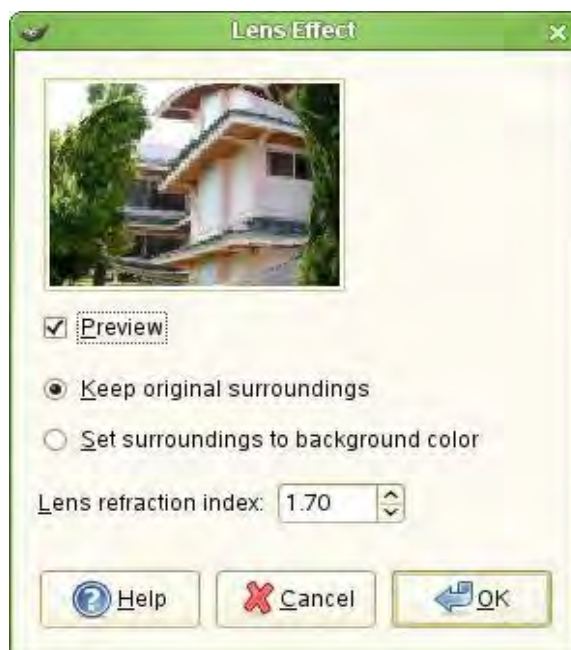 Lens Effect
Preview
Keep original surroundings
Set surroundings to background color
Lens refraction index: 1.70
Help Cancel OK